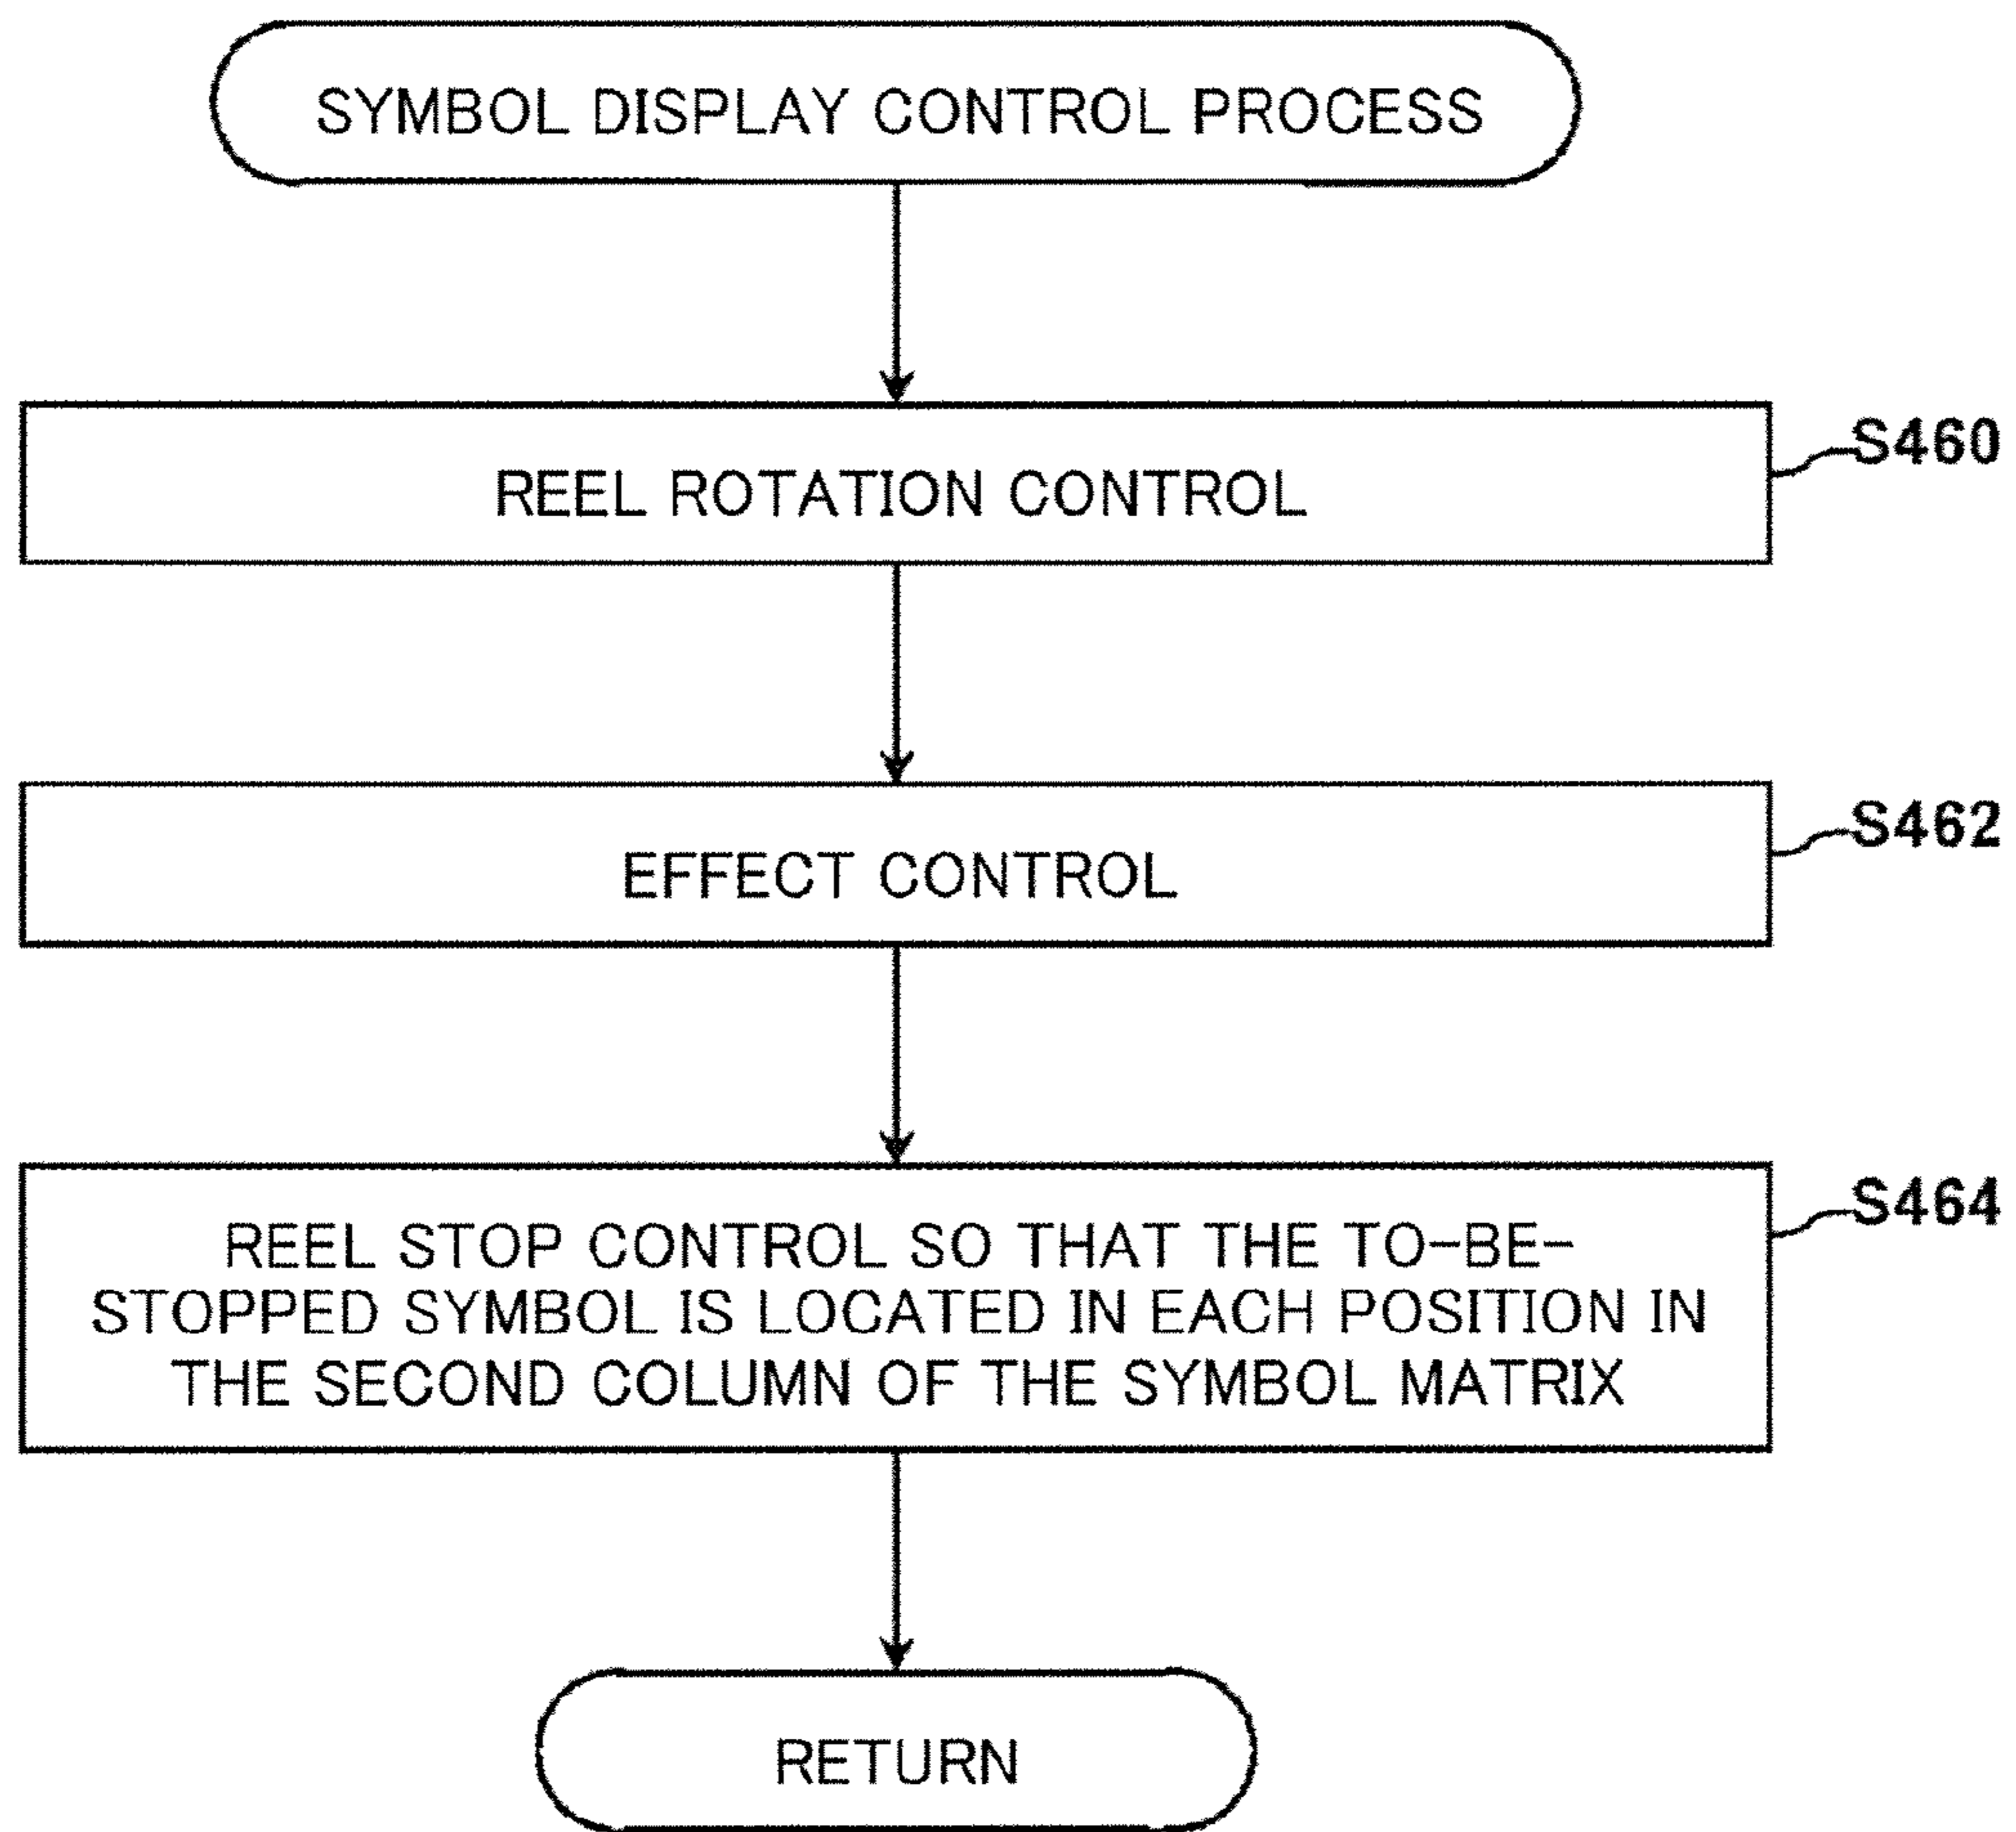 SYMBOL DISPLAY CONTROL PROCESS
S460
REEL ROTATION CONTROL
S462
EFFECT CONTROL
S464
REEL STOP CONTROL SO THAT THE TO-BE-
STOPPED SYMBOL IS LOCATED IN EACH POSITION IN
THE SECOND COLUMN OF THE SYMBOL MATRIX
RETURN